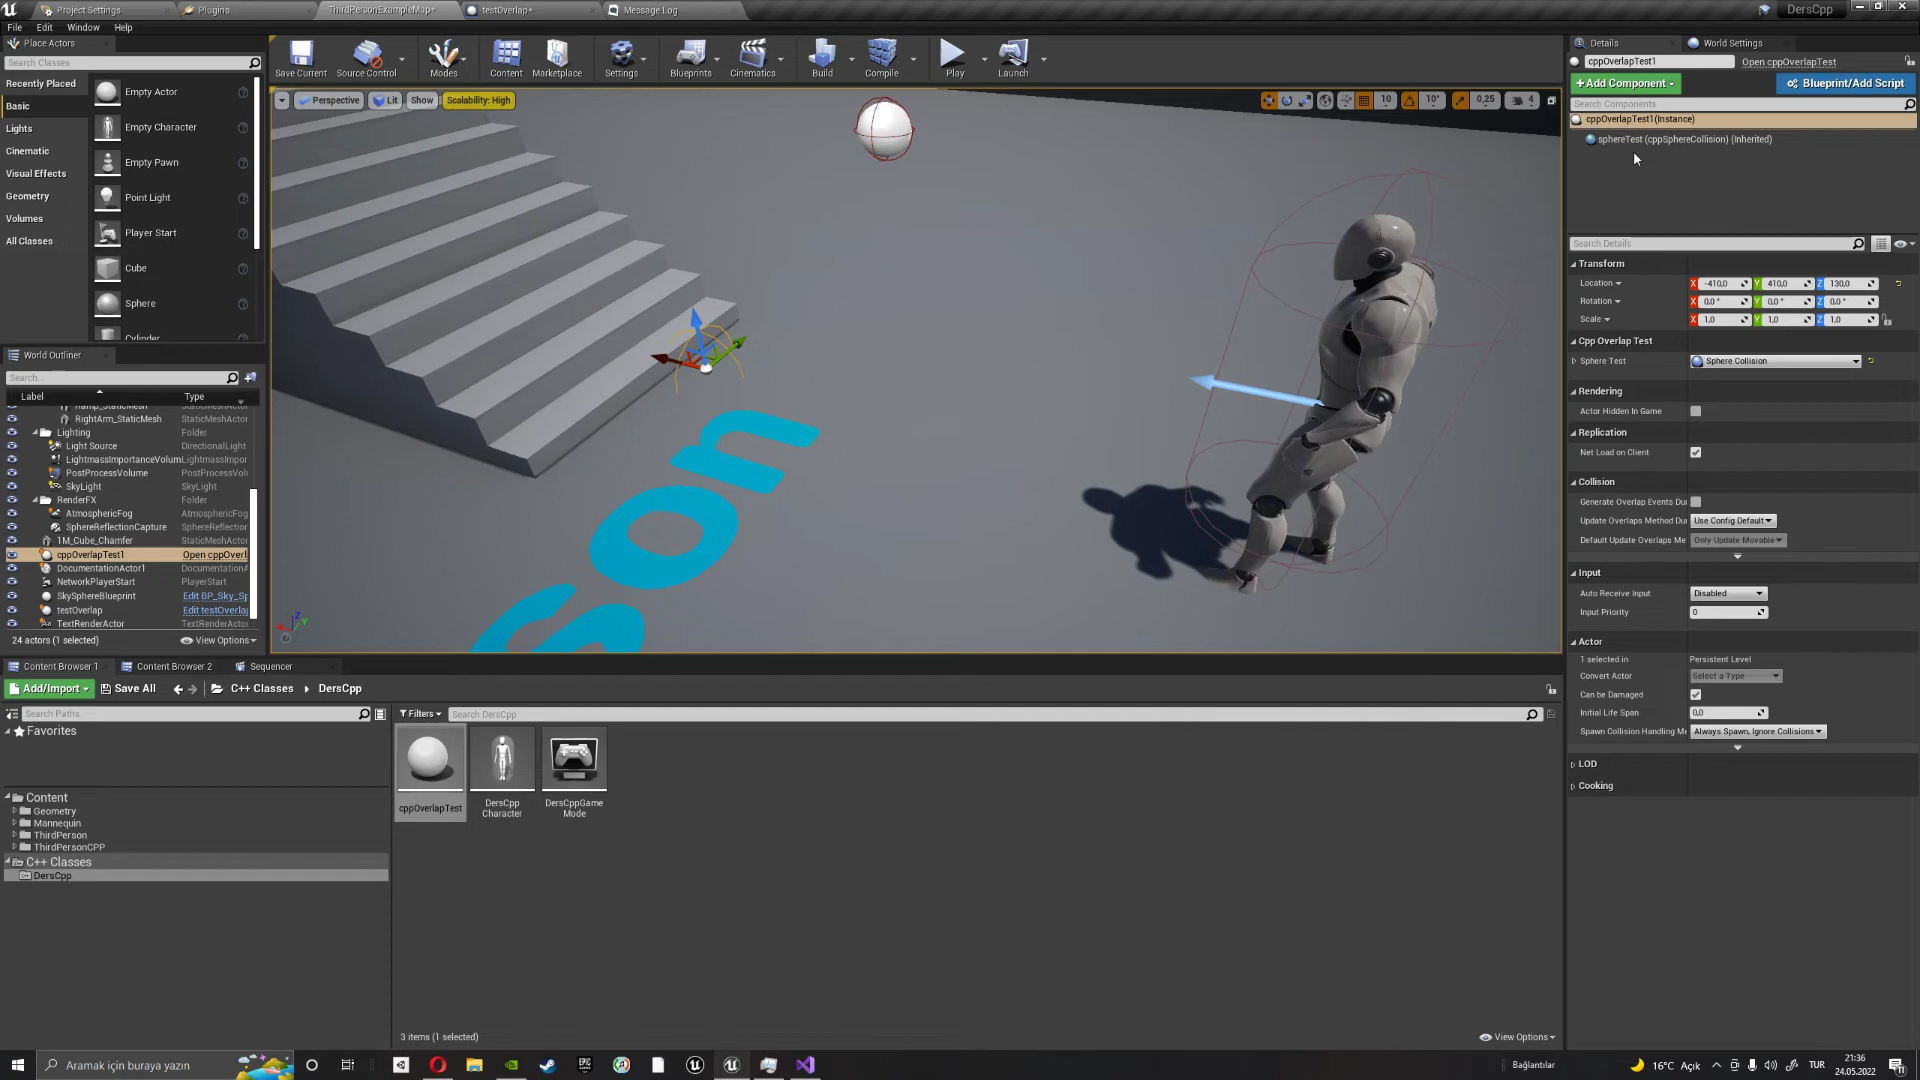 Project Settings
Plugins
ThirdPersonExampleMap*
testOverlap*
Message Log
DersCpp
File Edit Window Help
Place Actors
Search Classes
Recently Placed
Basic
Lights
Cinematic
Visual Effects
Geometry
Volumes
All Classes
Empty Actor
Empty Character
Empty Pawn
Point Light
Player Start
Cube
Sphere
Cylinder
Save Current
Source Control
Modes
Content
Marketplace
Settings
Blueprints
Cinematics
Build
Compile
Play
Launch
Perspective Lit Show Scalability: High
10 10° 0,25 4
son
World Outliner
Search...
Label Type
Ramp_StaticMesh StaticMeshActor
RightArm_StaticMesh StaticMeshActor
Lighting Folder
Light Source DirectionalLight
LightmassImportanceVolum LightmassImpor
PostProcessVolume PostProcessVolu
SkyLight SkyLight
RenderFX Folder
AtmosphericFog AtmosphericFog
SphereReflectionCapture SphereReflection
1M_Cube_Chamfer StaticMeshActor
cppOverlapTest1 Open cppOverl
DocumentationActor1 DocumentationA
NetworkPlayerStart PlayerStart
SkySphereBlueprint Edit BP_Sky_Sp
testOverlap Edit testOverlap
TextRenderActor TextRenderActor
24 actors (1 selected) View Options
Content Browser 1
Content Browser 2
Sequencer
Add/Import Save All C++ Classes DersCpp
Search Paths
Favorites
Content
Geometry
Mannequin
ThirdPerson
ThirdPersonCPP
C++ Classes
DersCpp
Filters Search DersCpp
cppOverlapTest
DersCpp
Character
DersCppGame
Mode
3 items (1 selected) View Options
Details
World Settings
cppOverlapTest1 Open cppOverlapTest
+Add Component Blueprint/Add Script
Search Components
cppOverlapTest1(Instance)
sphereTest (cppSphereCollision) (Inherited)
Search Details
Transform
Location X -410,0 Y 410,0 Z 130,0
Rotation X 0,0 ° Y 0,0 ° Z 0,0 °
Scale X 1,0 Y 1,0 Z 1,0
Cpp Overlap Test
Sphere Test Sphere Collision
Rendering
Actor Hidden In Game
Replication
Net Load on Client
Collision
Generate Overlap Events Du
Update Overlaps Method Du Use Config Default
Default Update Overlaps Me Only Update Movable
Input
Auto Receive Input Disabled
Input Priority 0
Actor
1 selected in Persistent Level
Convert Actor Select a Type
Can be Damaged
Initial Life Span 0,0
Spawn Collision Handling Me Always Spawn, Ignore Collisions
LOD
Cooking
Aramak için buraya yazın
EPIC
Bağlantılar
16°C Açık
TUR
21:36
24.05.2022